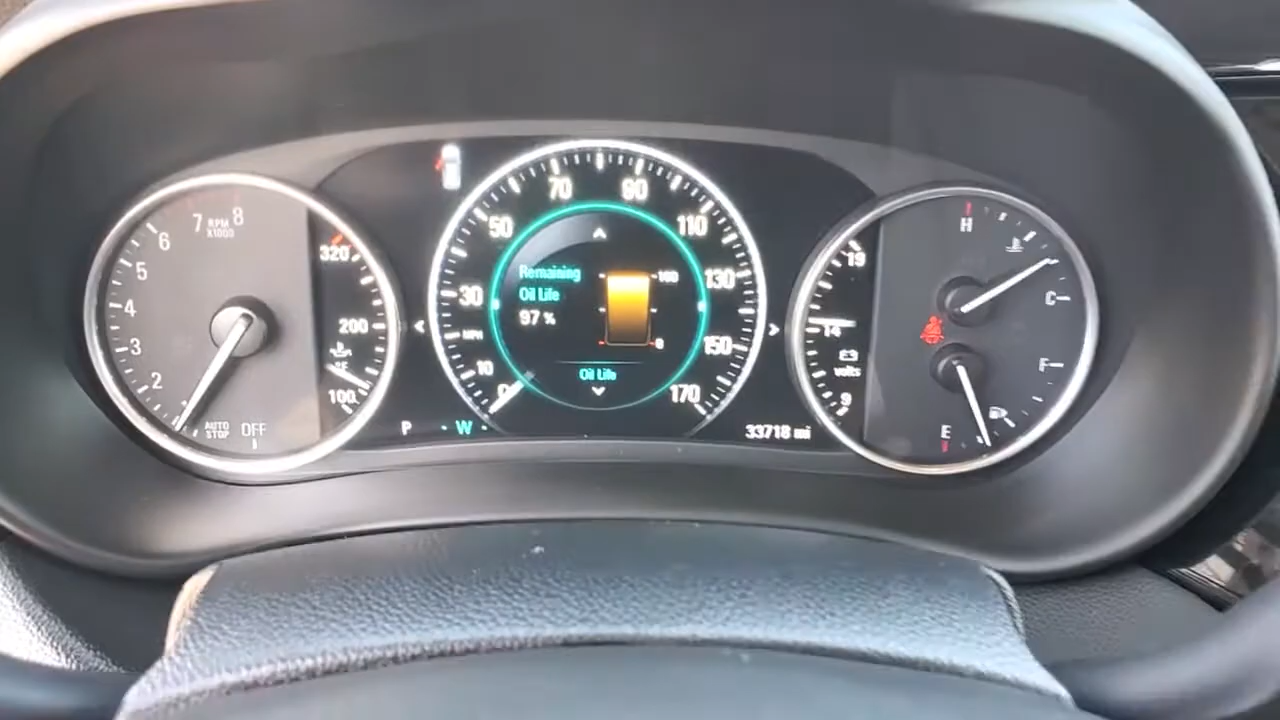 7 RPM 8
X1000
6
5
4
3
2
AUTO
STOP
OFF
320
200
°F
100
70
90
50
110
30
130
MPH
150
10
0
170
Remaining
Oil Life
97 %
100
0
Oil Life
P
W
33718 mi
19
14
volts
9
H
C
F
E